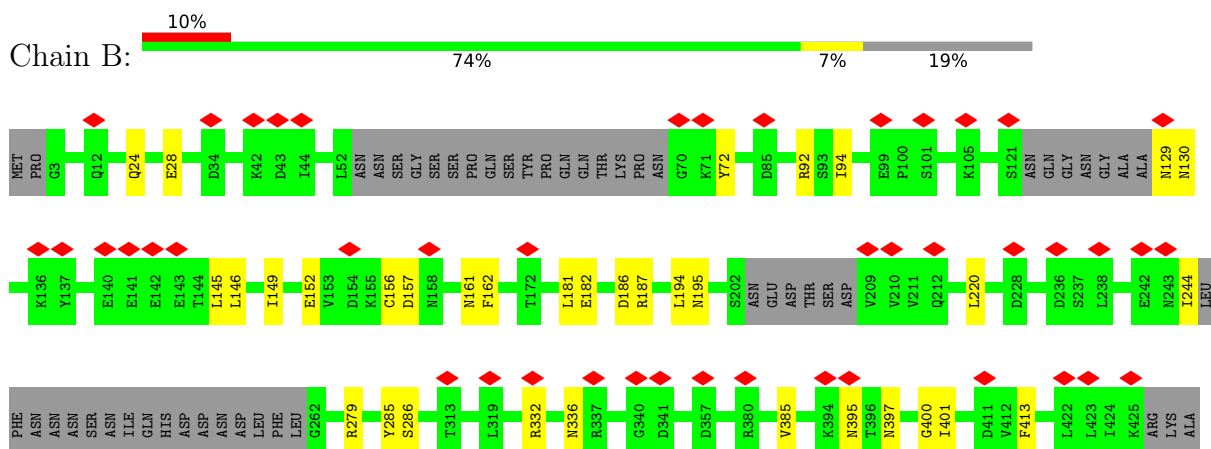 10%
Chain B:
74% 7% 19%
MET PRO G3 Q12 Q24 E28 D34 K42 D43 I44 L52 ASN ASN SER GLY SER SER PRO GLN SER TYR PRO GLN GLN THR LYS PRO ASN G70 K71 Y72 D85 R92 S93 I94 E99 P100 S101 K105 S121 ASN GLN GLY ASN GLY ALA ALA N129 N130
K136 Y137 E140 E141 E142 E143 T144 L145 L146 I149 E152 V153 D154 K155 C156 D157 N158 N161 F162 T172 L181 E182 D186 R187 L194 N195 S202 ASN GLU ASP THR SER ASP V209 V210 V211 Q212 L220 D228 D236 S237 L238 E242 N243 I244 LEU
PHE ASN ASN ASN SER ASN ILE GLN HIS ASP ASP ASN ASP LEU PHE LEU G262 R279 Y285 S286 T313 L319 R332 N336 R337 G340 D341 D357 R380 V385 K394 N395 T396 N397 G400 I401 D411 V412 F413 L422 L423 I424 K425 ARG LYS ALA